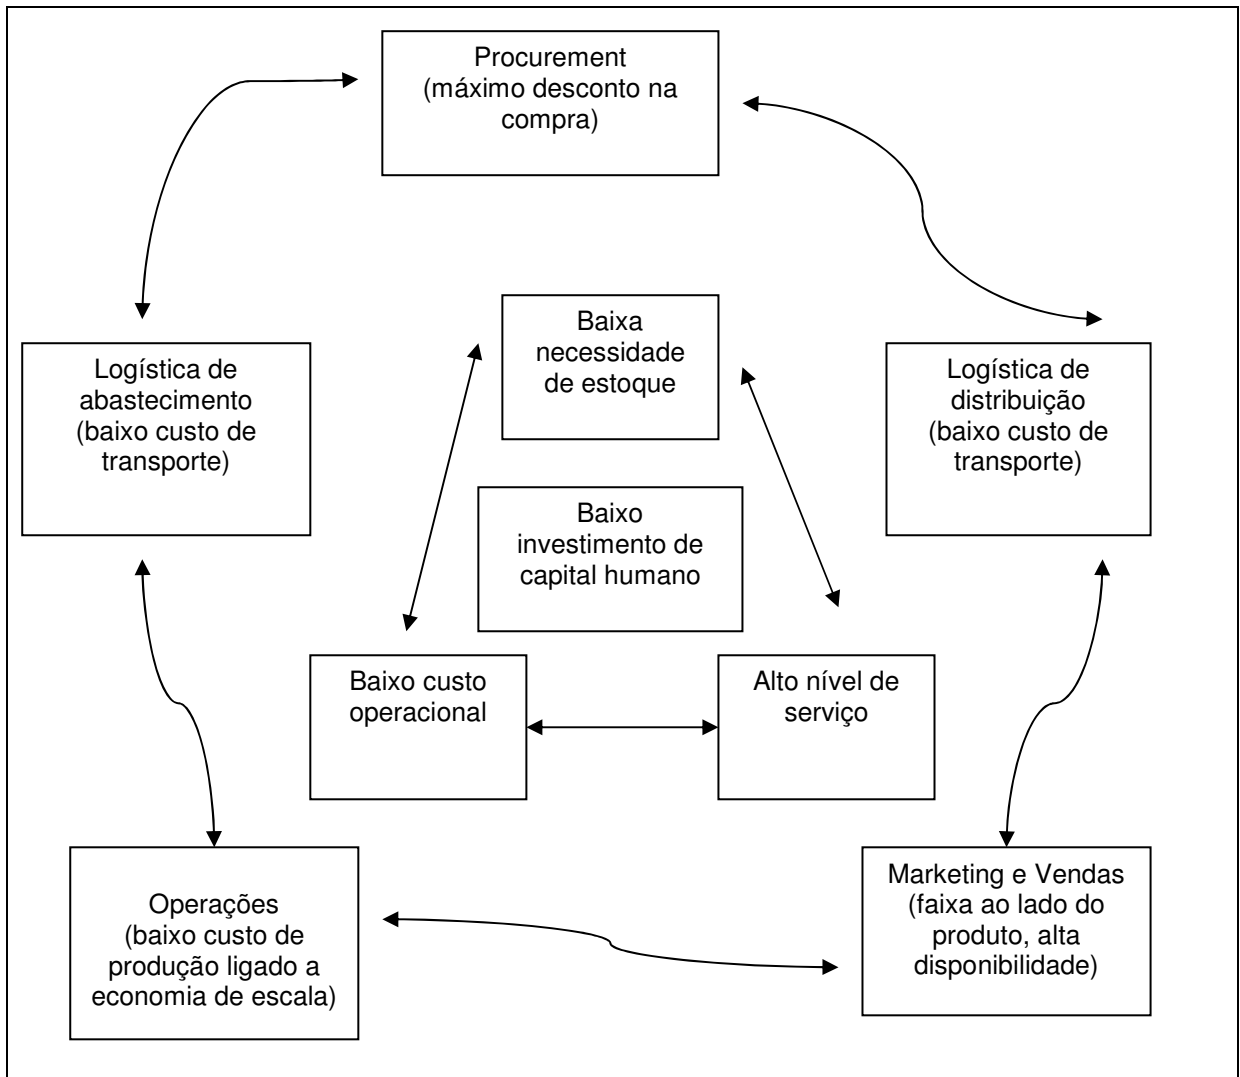 Procurement
(máximo desconto na
compra)
Baixa
necessidade
de estoque
Logística de
abastecimento
(baixo custo de
transporte)
Logística de
distribuição
(baixo custo de
transporte)
Baixo
investimento de
capital humano
Baixo custo
operacional
Alto nível de
serviço
Operações
(baixo custo de
produção ligado a
economia de escala)
Marketing e Vendas
(faixa ao lado do
produto, alta
disponibilidade)